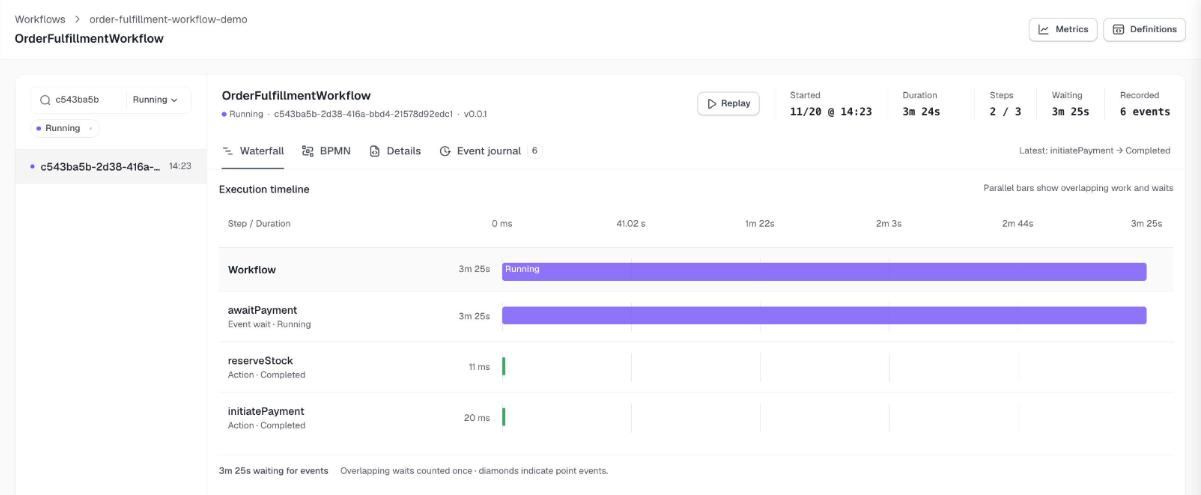 Workflows > order-fulfillment-workflow-demo
OrderFulfillmentWorkflow
Metrics
Definitions
c543ba5b
Running
Running
c543ba5b-2d38-416a-... 14:23
OrderFulfillmentWorkflow
Running · c543ba5b-2d38-416a-bbd4-21578d92edc1 · v0.0.1
Replay
Started
11/20 @ 14:23
Duration
3m 24s
Steps
2 / 3
Waiting
3m 25s
Recorded
6 events
Waterfall
BPMN
Details
Event journal 6
Latest: initiatePayment → Completed
Execution timeline
Parallel bars show overlapping work and waits
Step / Duration 0 ms 41.02 s 1m 22s 2m 3s 2m 44s 3m 25s
Workflow 3m 25s Running
awaitPayment 3m 25s
Event wait · Running
reserveStock 11 ms
Action · Completed
initiatePayment 20 ms
Action · Completed
3m 25s waiting for events Overlapping waits counted once · diamonds indicate point events.